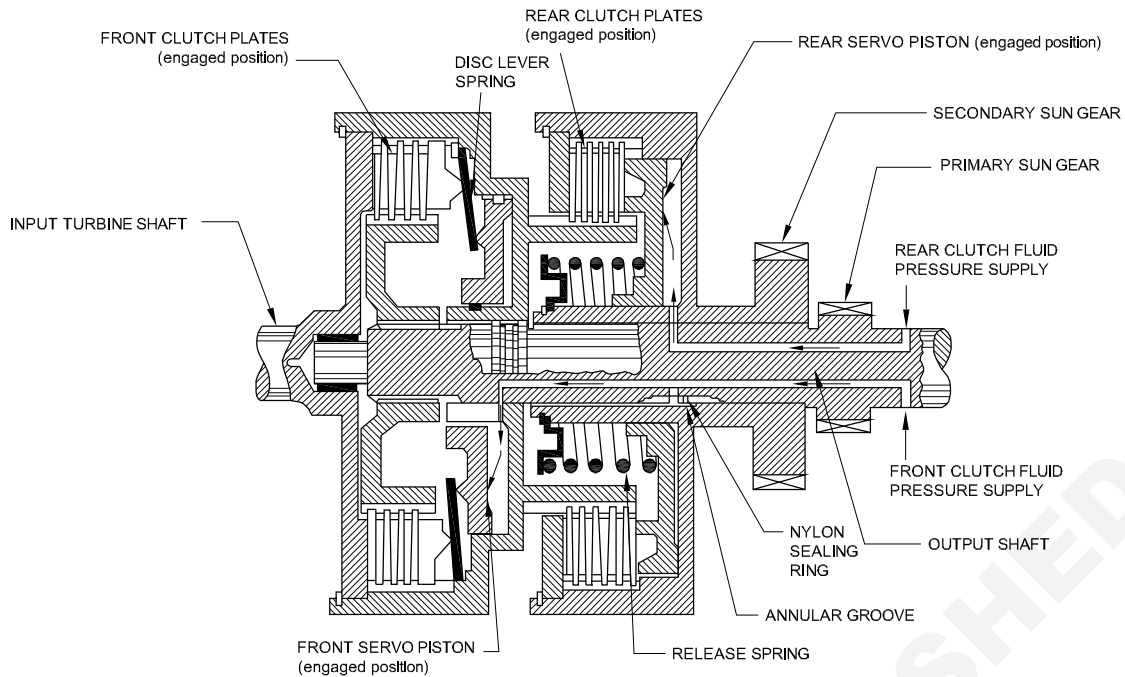 REAR CLUTCH PLATES
(engaged position)
FRONT CLUTCH PLATES
(engaged position)
REAR SERVO PISTON (engaged position)
DISC LEVER
SPRING
SECONDARY SUN GEAR
PRIMARY SUN GEAR
INPUT TURBINE SHAFT
REAR CLUTCH FLUID
PRESSURE SUPPLY
FRONT CLUTCH FLUID
PRESSURE SUPPLY
NYLON
SEALING
RING
OUTPUT SHAFT
ANNULAR GROOVE
FRONT SERVO PISTON
(engaged position)
RELEASE SPRING
SHED